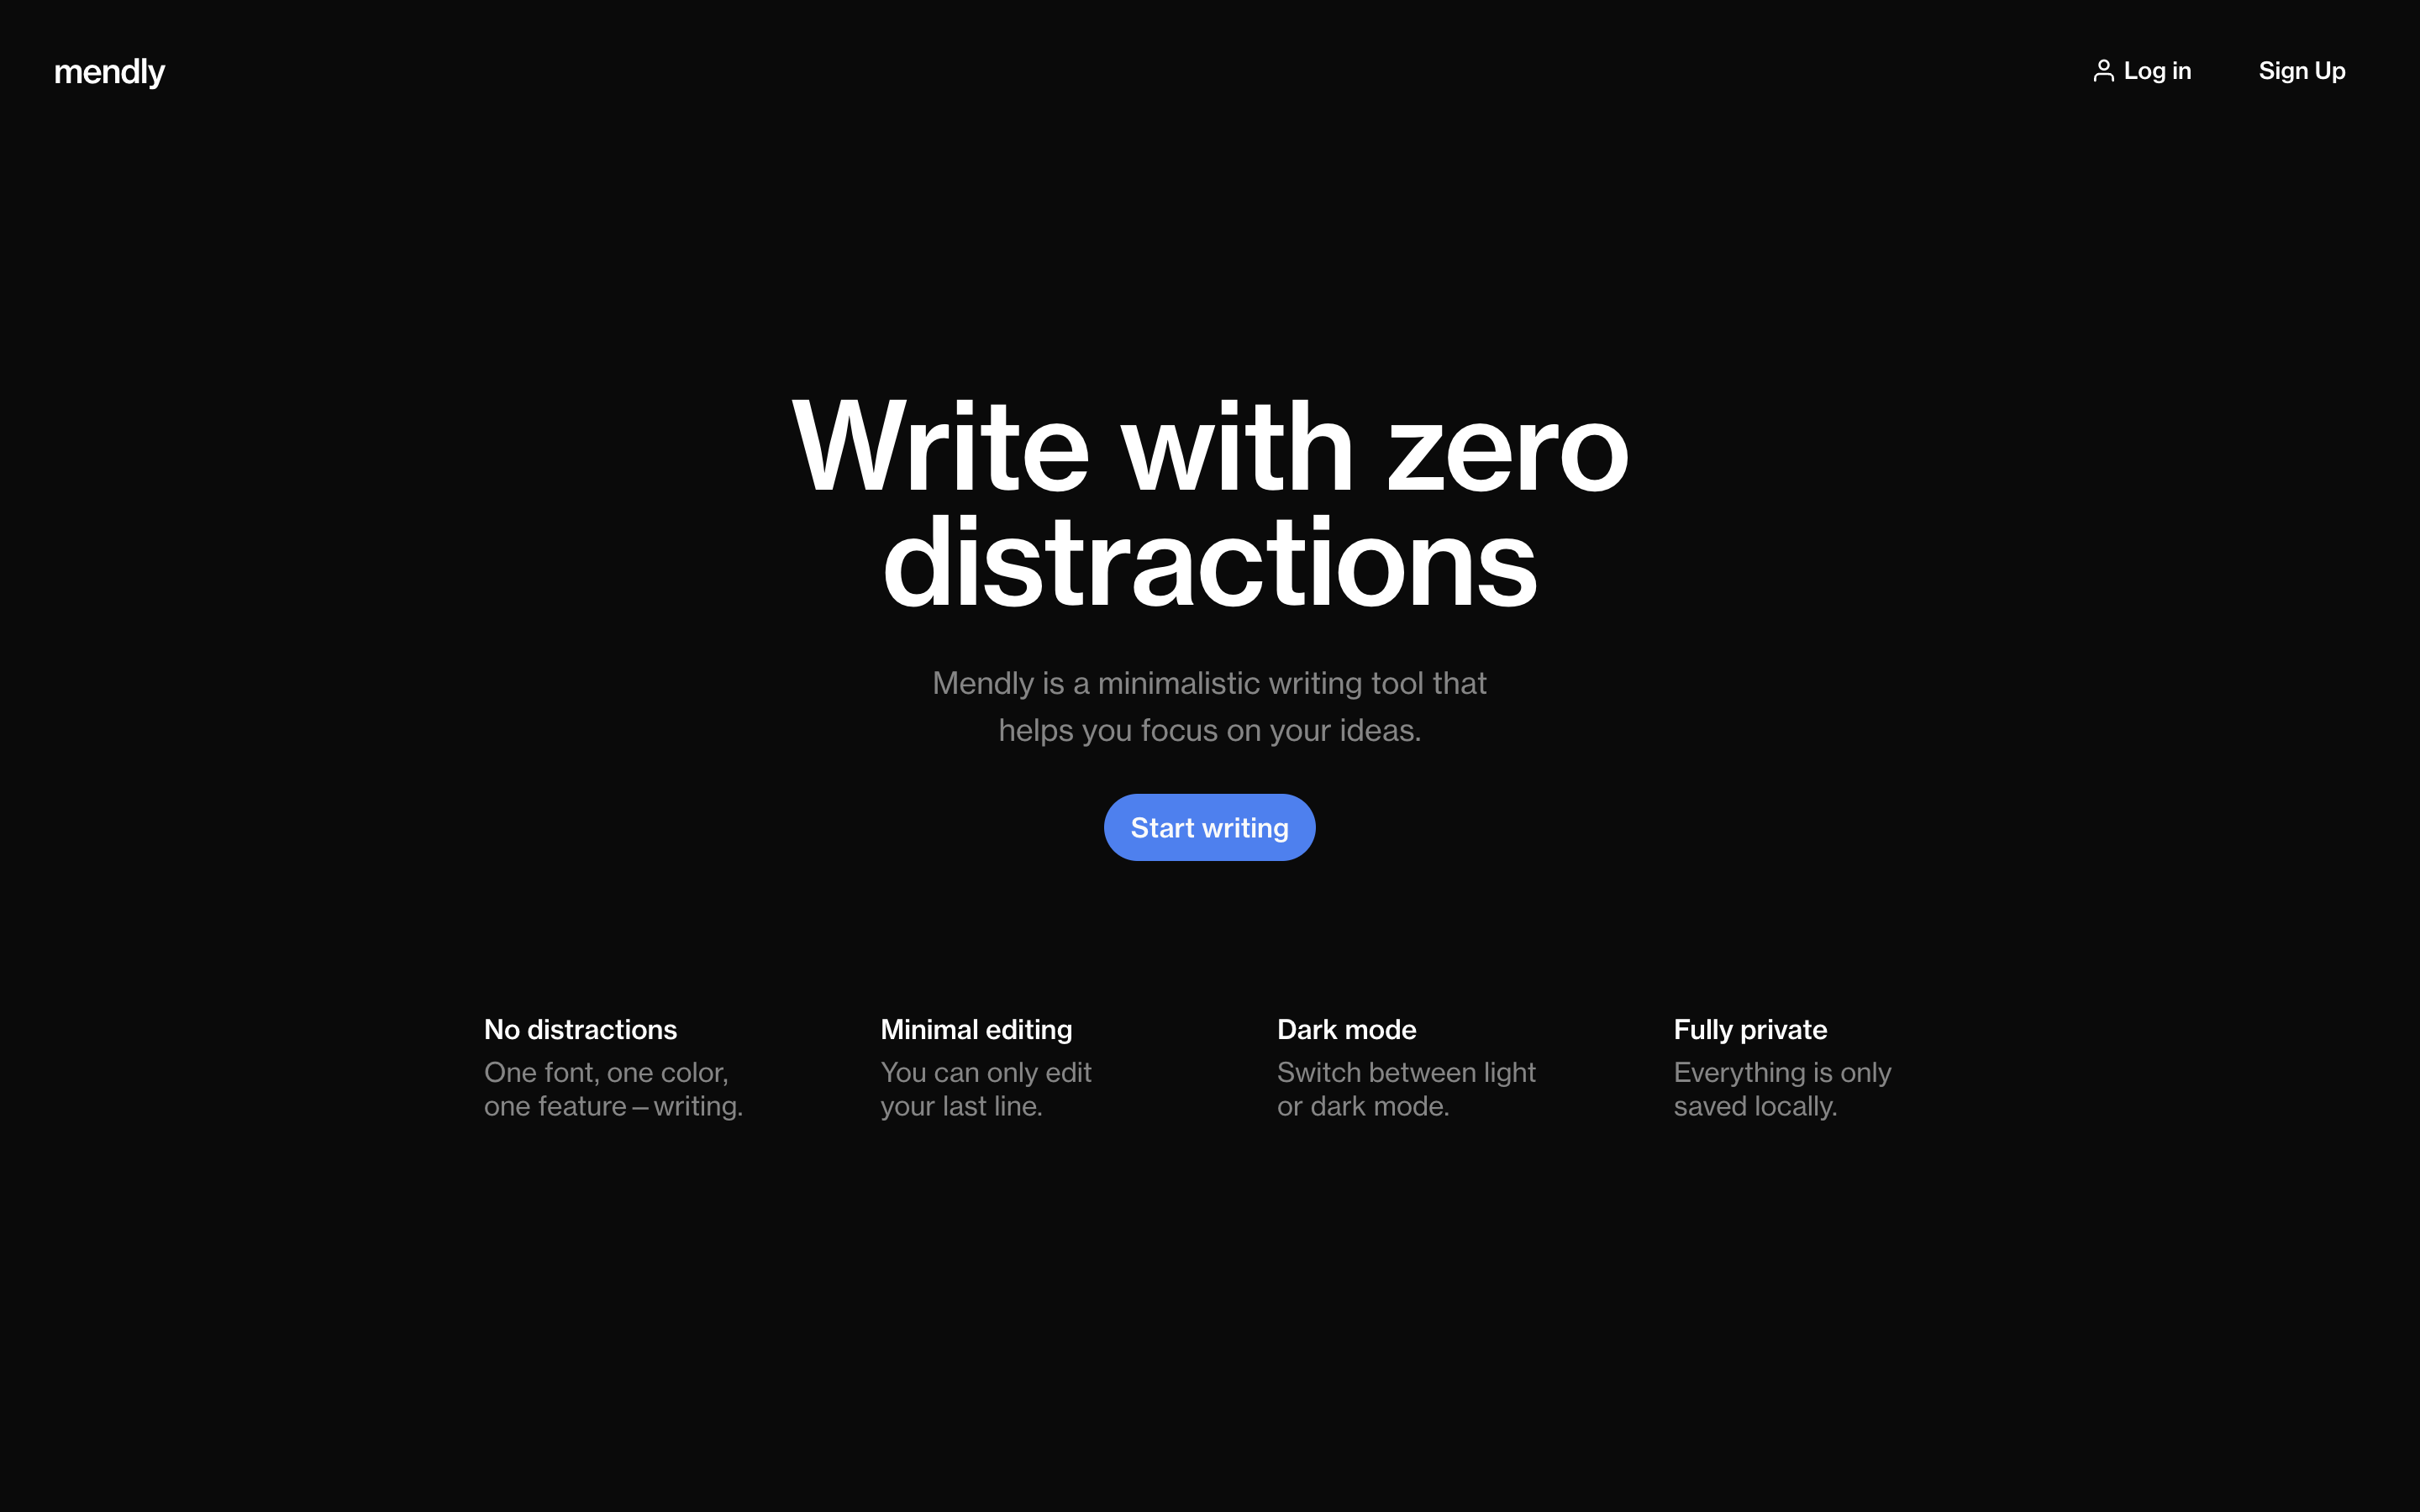 mendly
Log in
Sign Up
Write with zero
distractions
Mendly is a minimalistic writing tool that
helps you focus on your ideas.
Start writing
No distractions
One font, one color,
one feature – writing.
Minimal editing
You can only edit
your last line.
Dark mode
Switch between light
or dark mode.
Fully private
Everything is only
saved locally.